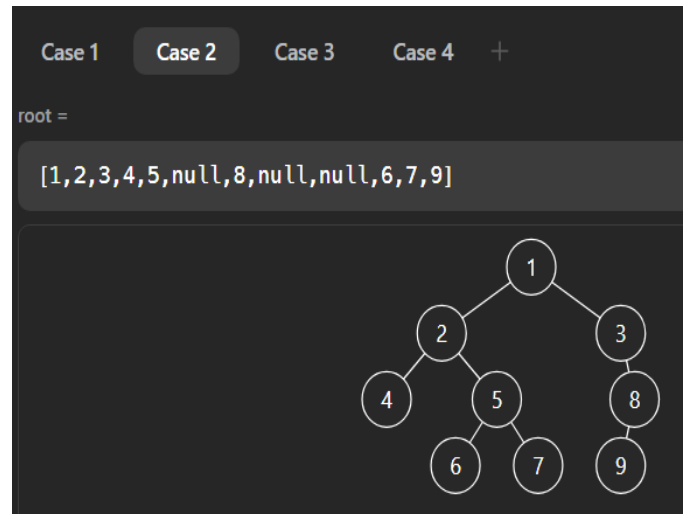 Case 1 Case 2 Case 3 Case 4 +
root =
[1,2,3,4,5,null,8,null,null,6,7,9]
1
2 3
4 5 8
6 7 9